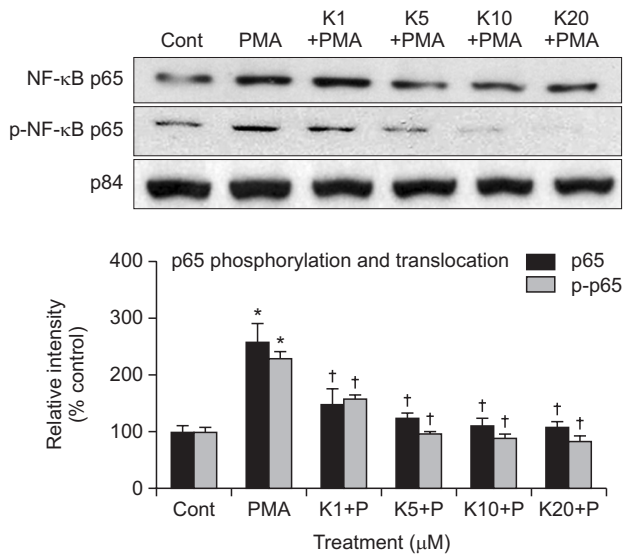 Cont PMA K1 +PMA K5 +PMA K10 +PMA K20 +PMA
NF-κB p65
p-NF-κB p65
p84
p65 phosphorylation and translocation
p65
p-p65
Relative intensity
(% control)
400
300
200
100
0
* *
† †
† †
† †
† †
Cont PMA K1+P K5+P K10+P K20+P
Treatment (μM)